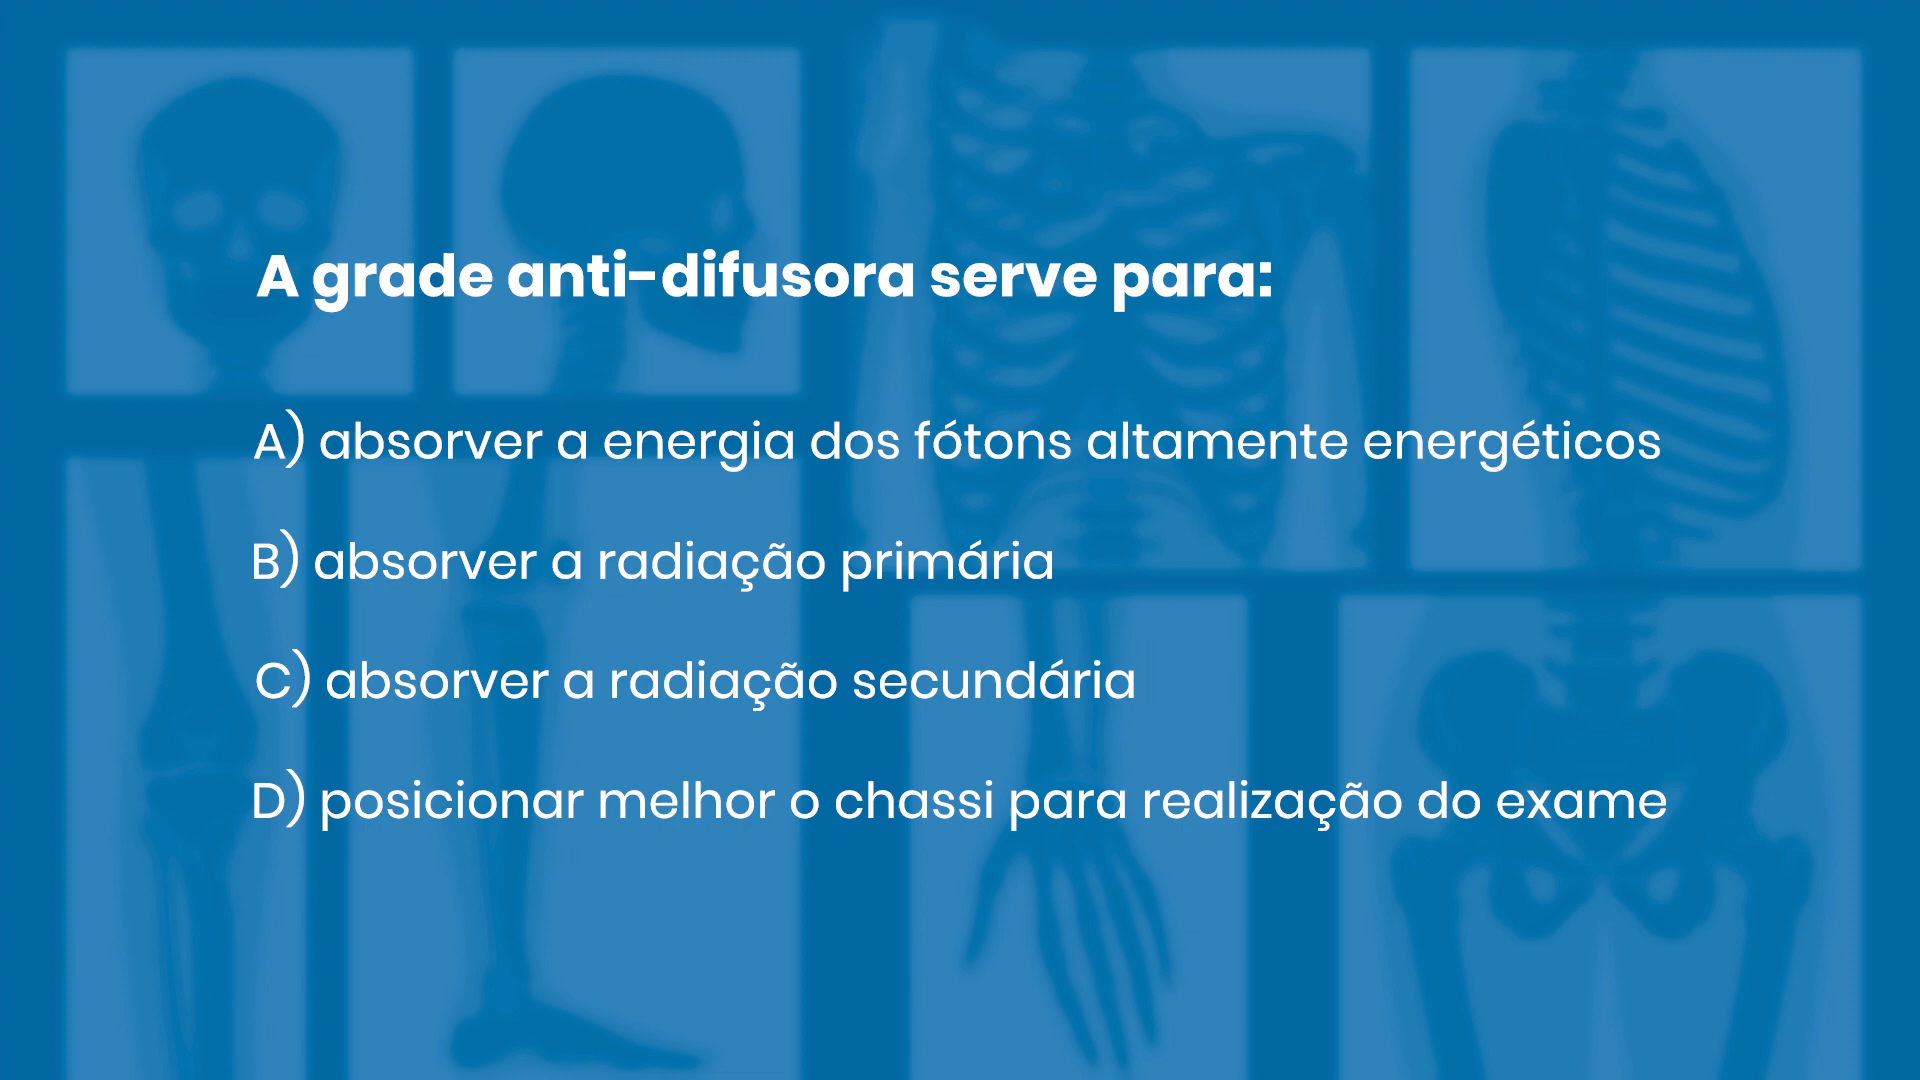 A grade anti-difusora serve para:
A) absorver a energia dos fótons altamente energéticos
B) absorver a radiação primária
C) absorver a radiação secundária
D) posicionar melhor o chassi para realização do exame